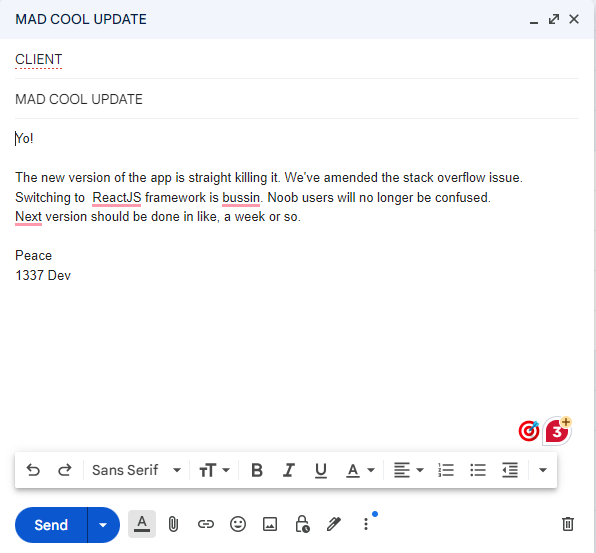 MAD COOL UPDATE
CLIENT
MAD COOL UPDATE
Yo!
The new version of the app is straight killing it. We've amended the stack overflow issue.
Switching to  ReactJS framework is bussin. Noob users will no longer be confused.
Next version should be done in like, a week or so.
Peace
1337 Dev
3
Sans Serif
B I U A
Send
A